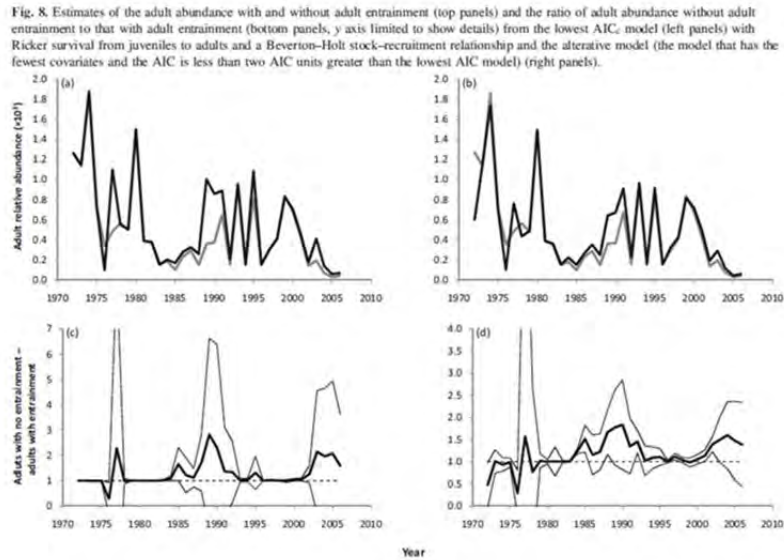 Fig. 8. Estimates of the adult abundance with and without adult entrainment (top panels) and the ratio of adult abundance without adult
entrainment to that with adult entrainment (bottom panels, y axis limited to show details) from the lowest AICc model (left panels) with
Ricker survival from juveniles to adults and a Beverton–Holt stock–recruitment relationship and the alterative model (the model that has the
fewest covariates and the AIC is less than two AIC units greater than the lowest AIC model) (right panels).
Adult relative abundance (×10³)
2.0 1.8 1.6 1.4 1.2 1.0 0.8 0.6 0.4 0.2 0.0
(a)
1970 1975 1980 1985 1990 1995 2000 2005 2010
2.0 1.8 1.6 1.4 1.2 1.0 0.8 0.6 0.4 0.2 0.0
(b)
1970 1975 1980 1985 1990 1995 2000 2005 2010
Adults with no entrainment –
adults with entrainment
7 6 5 4 3 2 1 0
(c)
1970 1975 1980 1985 1990 1995 2000 2005 2010
4.0 3.5 3.0 2.5 2.0 1.5 1.0 0.5 0.0
(d)
1970 1975 1980 1985 1990 1995 2000 2005 2010
Year